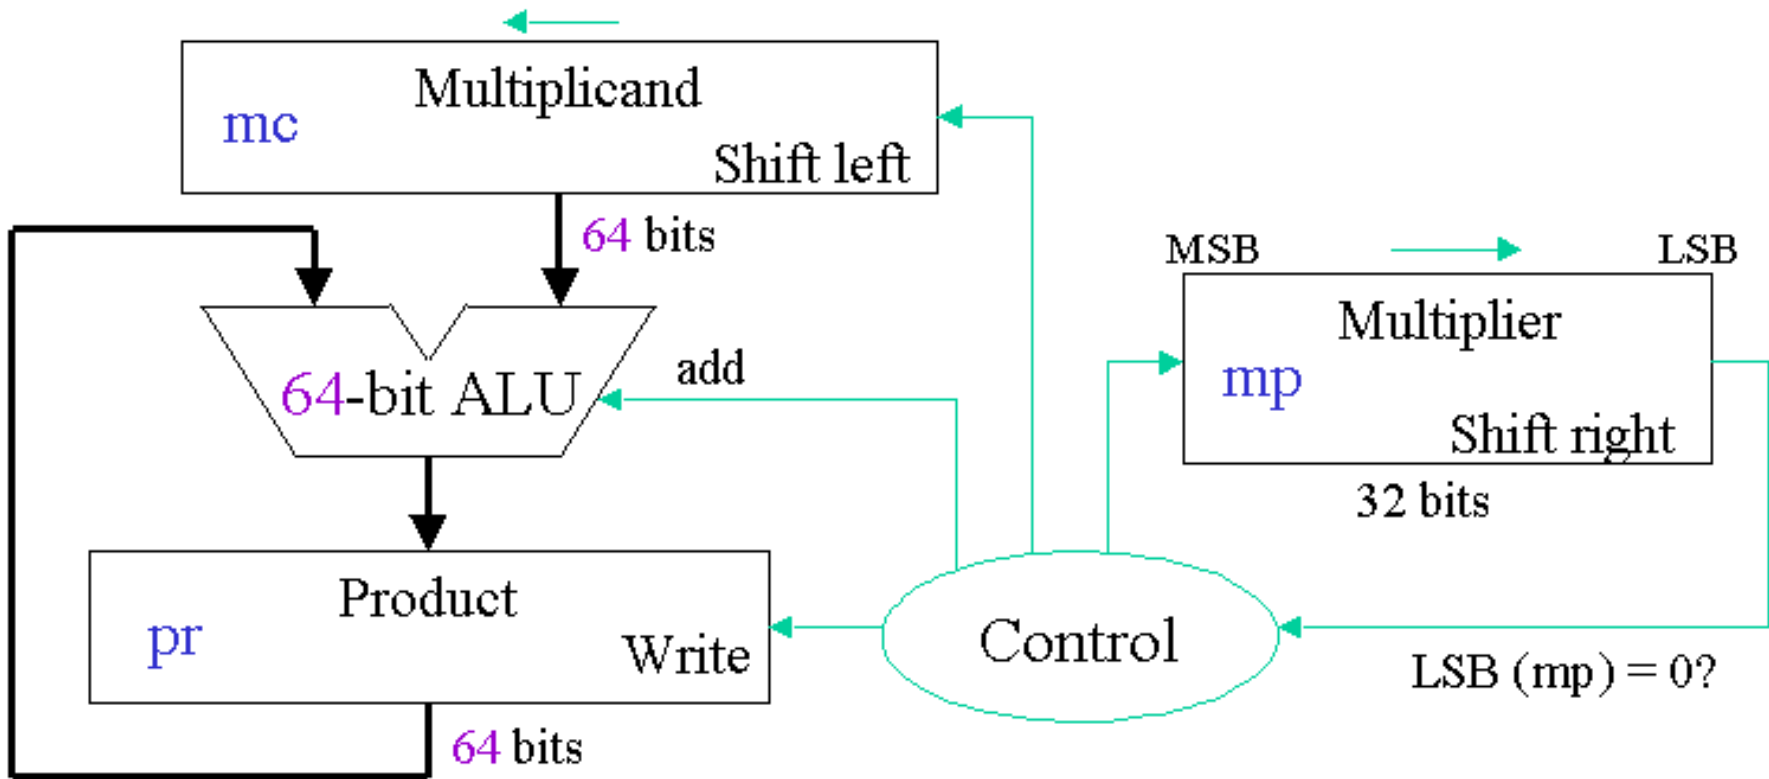 Multiplicand
mc
Shift left
64 bits
MSB
LSB
Multiplier
mp
Shift right
32 bits
64-bit ALU
add
Product
pr
Write
Control
LSB (mp) = 0?
64 bits